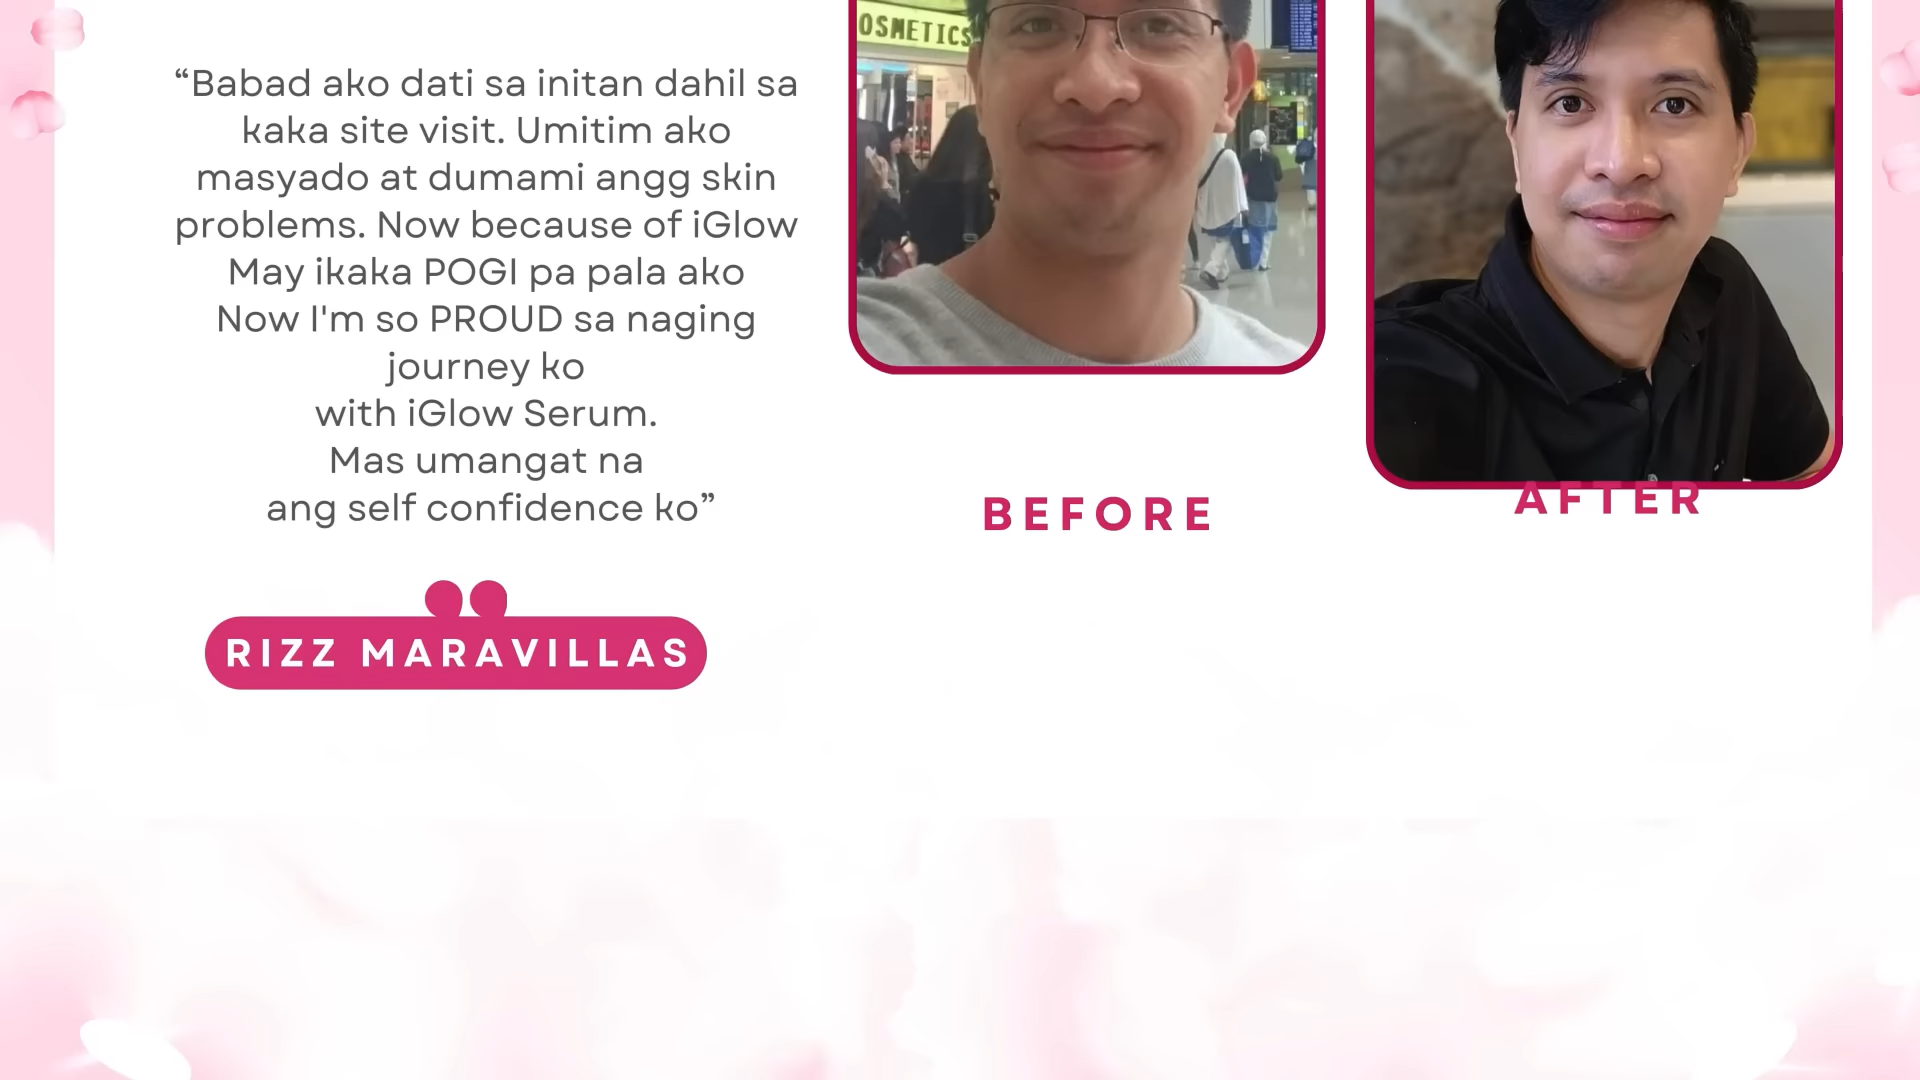 “Babad ako dati sa initan dahil sa
kaka site visit. Umitim ako
masyado at dumami angg skin
problems. Now because of iGlow
May ikaka POGI pa pala ako
Now I'm so PROUD sa naging
journey ko
with iGlow Serum.
Mas umangat na
ang self confidence ko”
RIZZ MARAVILLAS
OSMETICS
BEFORE
AFTER